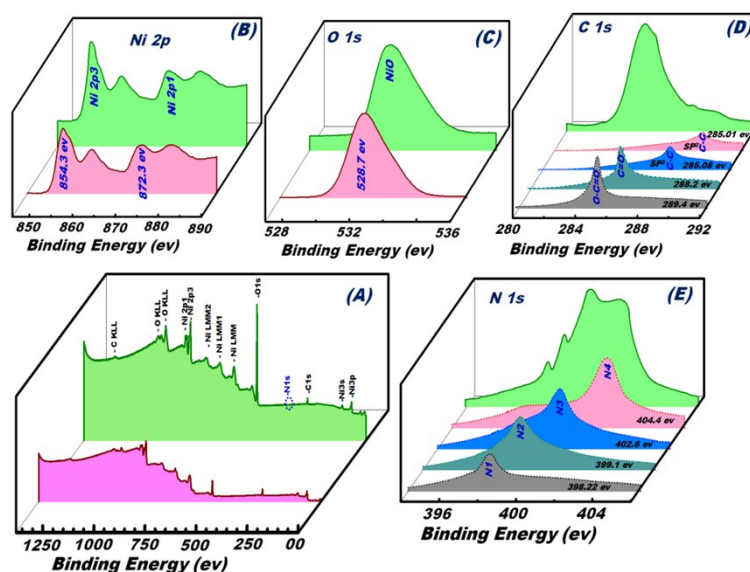 Ni 2p
(B)
Ni 2p3
Ni 2p1
854.3 ev
872.3 ev
850 860 870 880 890
Binding Energy (ev)
O 1s
(C)
NiO
528.7 ev
528 532 536
Binding Energy (ev)
C 1s
(D)
285.01 ev
C-C
SP²
C-C
SP³
285.08 ev
C=O
288.2 ev
O-C=O
289.4 ev
280 284 288 292
Binding Energy (ev)
(A)
- C KLL
- O KLL
- O KLL
- Ni 2p1
- Ni 2p3
- Ni LMM2
- Ni LMM1
- Ni LMM
-O1s
-N1s
-C1s
-Ni3s
-Ni3p
1250 1000 750 500 250 00
Binding Energy (ev)
N 1s
(E)
N4
404.4 ev
N3
402.6 ev
N2
399.1 ev
N1
398.22 ev
396 400 404
Binding Energy (ev)